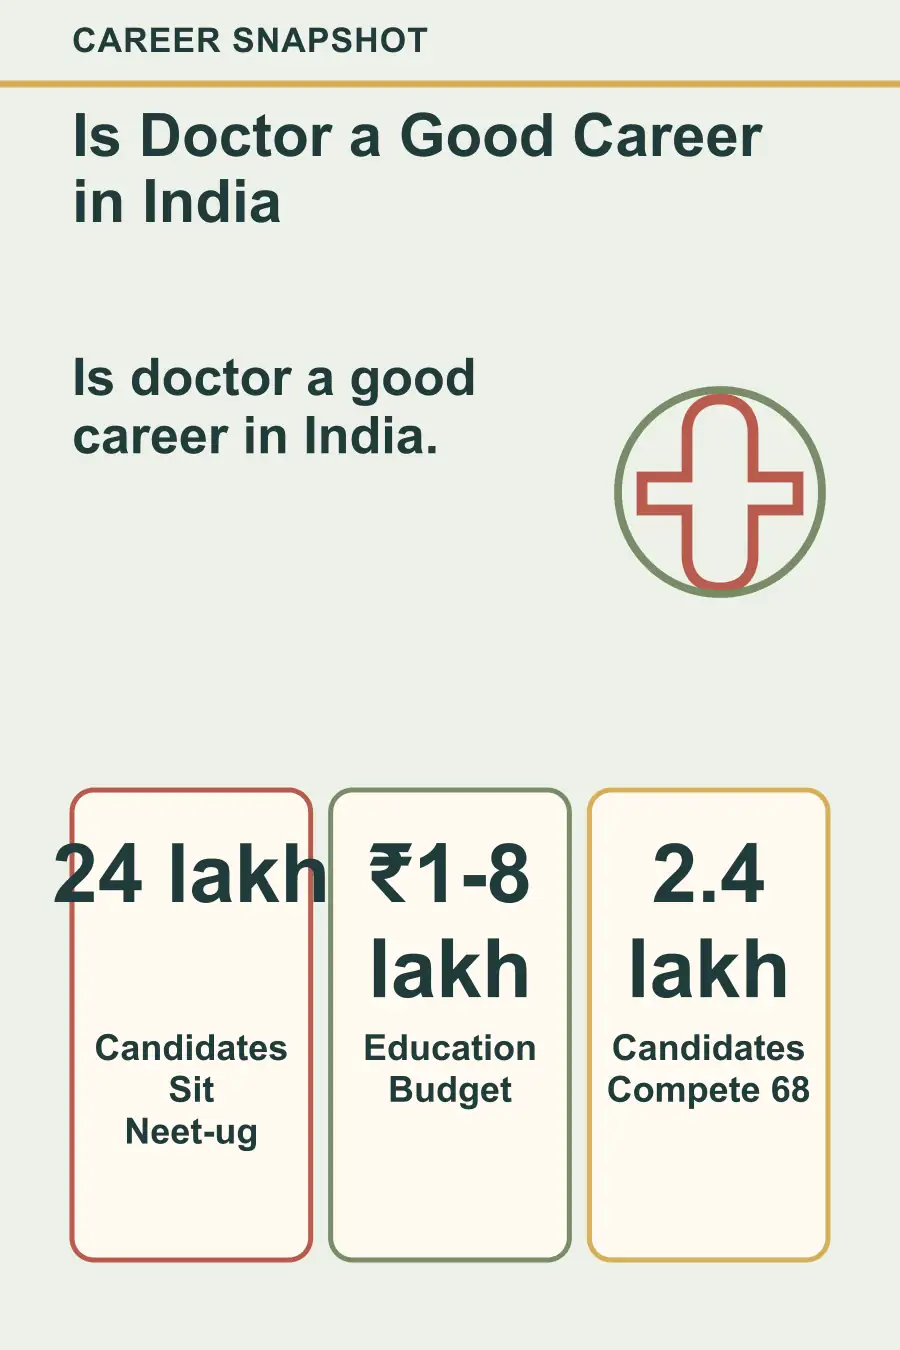 CAREER SNAPSHOT
Is Doctor a Good Career
in India
Is doctor a good
career in India.
24 lakh
Candidates
Sit
Neet-ug
₹1-8
lakh
Education
Budget
2.4
lakh
Candidates
Compete 68